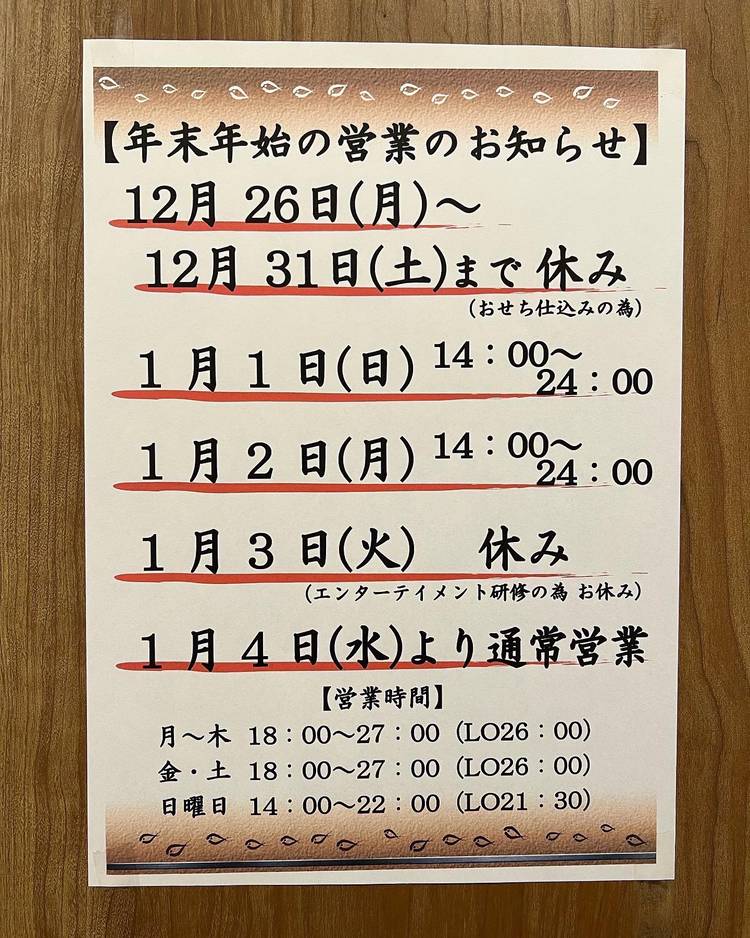 【年末年始の営業のお知らせ】
12月 26日(月)～
12月 31日(土)まで 休み
(おせち仕込みの為)
1 月 1 日(日) 14：00～
24：00
1 月 2 日(月) 14：00～
24：00
1 月 3 日(火) 休み
(エンターテイメント研修の為 お休み)
1 月 4 日(水)より通常営業
【営業時間】
月～木 18：00～27：00 (LO26：00)
金・土 18：00～27：00 (LO26：00)
日曜日 14：00～22：00 (LO21：30)